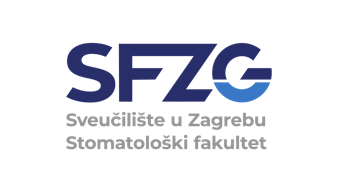 SFZG
Sveučilište u Zagrebu
Stomatološki fakultet